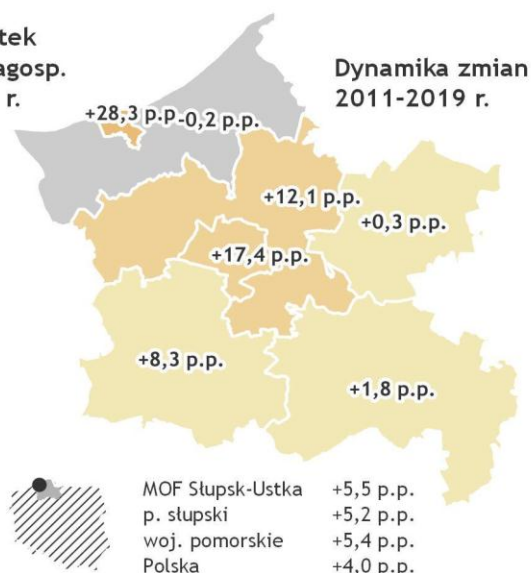 tek
agosp.
r.
Dynamika zmian
2011-2019 r.
+28,3 p.p.
-0,2 p.p.
+12,1 p.p.
+0,3 p.p.
+17,4 p.p.
+8,3 p.p.
+1,8 p.p.
MOF Słupsk-Ustka +5,5 p.p.
p. słupski +5,2 p.p.
woj. pomorskie +5,4 p.p.
Polska +4,0 p.p.